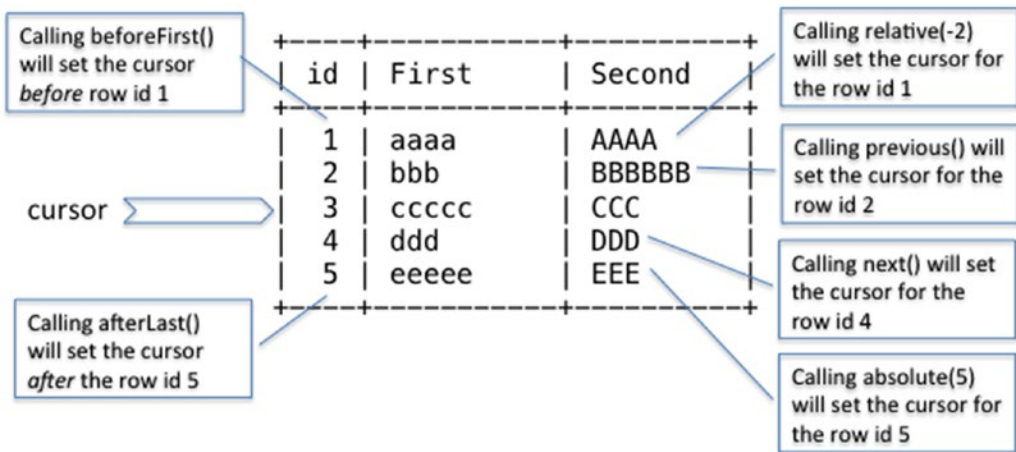 Calling beforeFirst()
will set the cursor
before row id 1
Calling relative(-2)
will set the cursor for
the row id 1
| id | First | Second |
| 1 | aaaa | AAAA |
| 2 | bbb | BBBBBB |
cursor
| 3 | ccccc | CCC |
| 4 | ddd | DDD |
| 5 | eeeee | EEE |
Calling previous() will
set the cursor for the
row id 2
Calling next() will set
the cursor for the
row id 4
Calling afterLast()
will set the cursor
after the row id 5
Calling absolute(5)
will set the cursor for
the row id 5